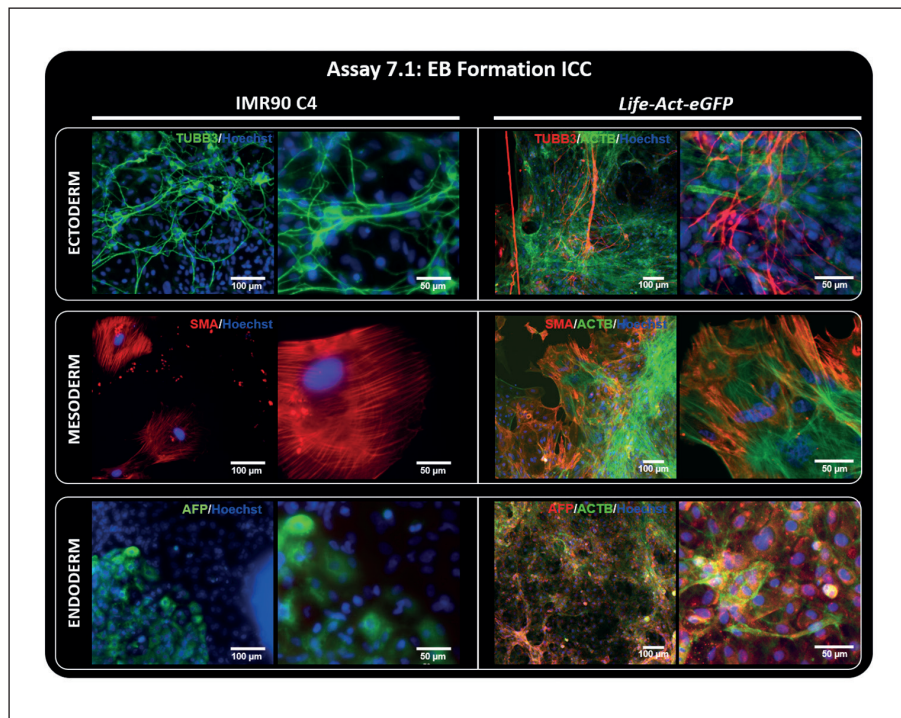 Assay 7.1: EB Formation ICC
IMR90 C4
Life-Act-eGFP
ECTODERM
TUBB3/Hoechst
100 µm
50 µm
TUBB3/ACTB/Hoechst
100 µm
50 µm
MESODERM
SMA/Hoechst
100 µm
50 µm
SMA/ACTB/Hoechst
100 µm
50 µm
ENDODERM
AFP/Hoechst
100 µm
50 µm
AFP/ACTB/Hoechst
100 µm
50 µm